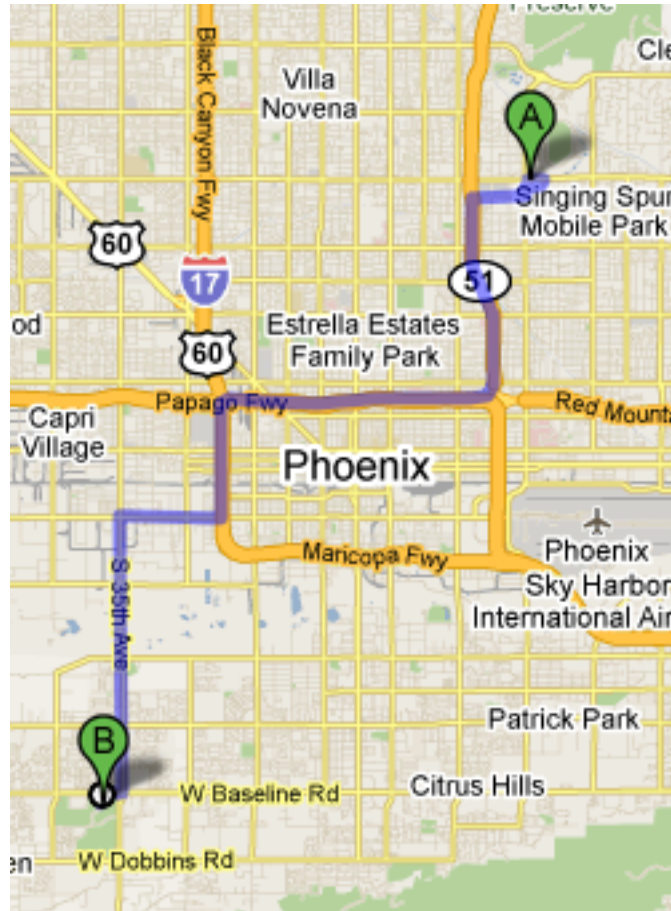 Preserve
Cle
Black Canyon Fwy
Villa
Novena
A
Singing Spur
Mobile Park
60
17
51
od
60
Estrella Estates
Family Park
Papago Fwy
Red Mounta
Capri
Village
Phoenix
Maricopa Fwy
Phoenix
Sky Harbor
International Air
S 35th Ave
Patrick Park
B
W Baseline Rd
Citrus Hills
en
W Dobbins Rd